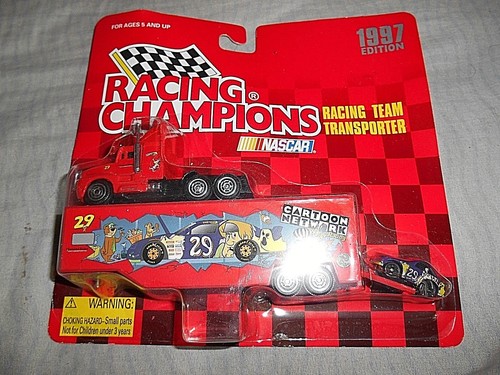 FOR AGES 5 AND UP
1997
EDITION
RACING®
CHAMPIONS
RACING TEAM
TRANSPORTER
NASCAR
29
CARTOON
NETWORK
29
29
WARNING:
CHOKING HAZARD-Small parts
Not for Children under 3 years